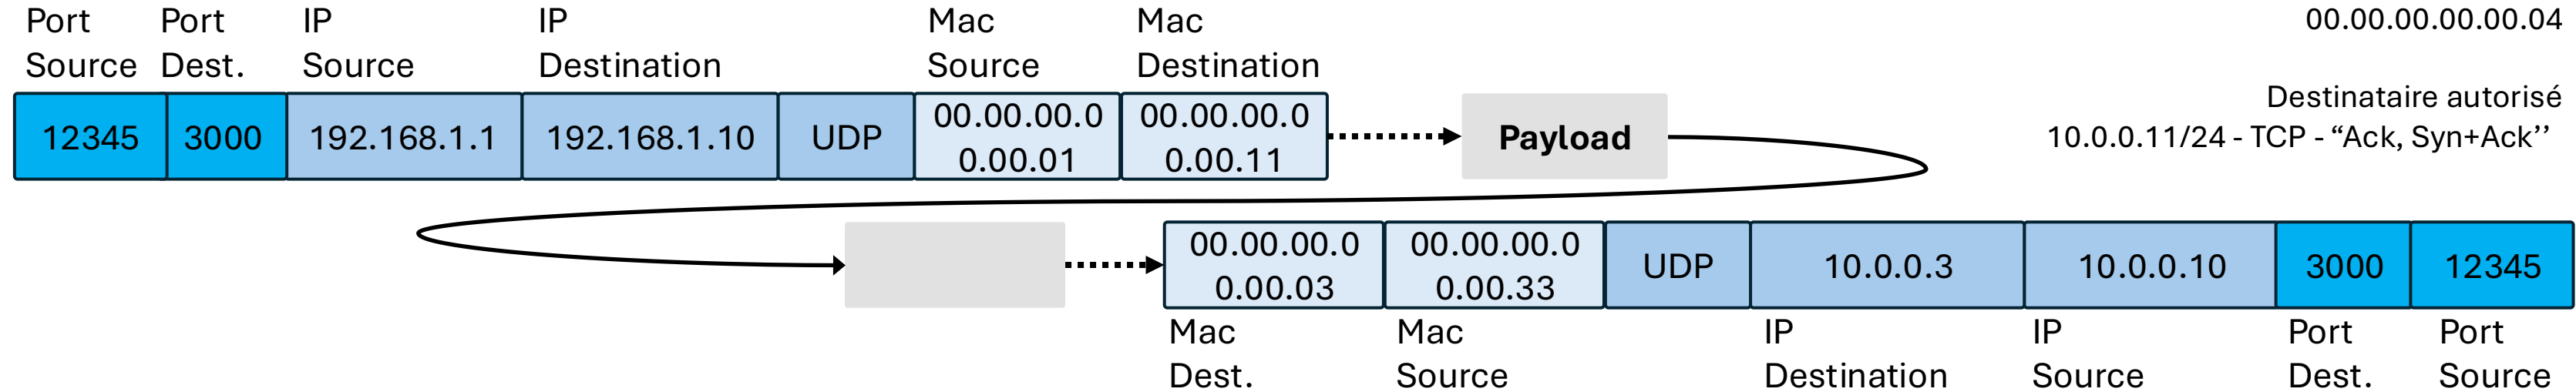 Port Port IP IP Mac Mac
Source Dest. Source Destination Source Destination
12345 3000 192.168.1.1 192.168.1.10 UDP 00.00.00.0 00.00.00.0
0.00.01 0.00.11
Payload
00.00.00.00.00.04
Destinataire autorisé
10.0.0.11/24 - TCP - “Ack, Syn+Ack’’
00.00.00.0 00.00.00.0 UDP 10.0.0.3 10.0.0.10 3000 12345
0.00.03 0.00.33
Mac Mac IP IP Port Port
Dest. Source Destination Source Dest. Source